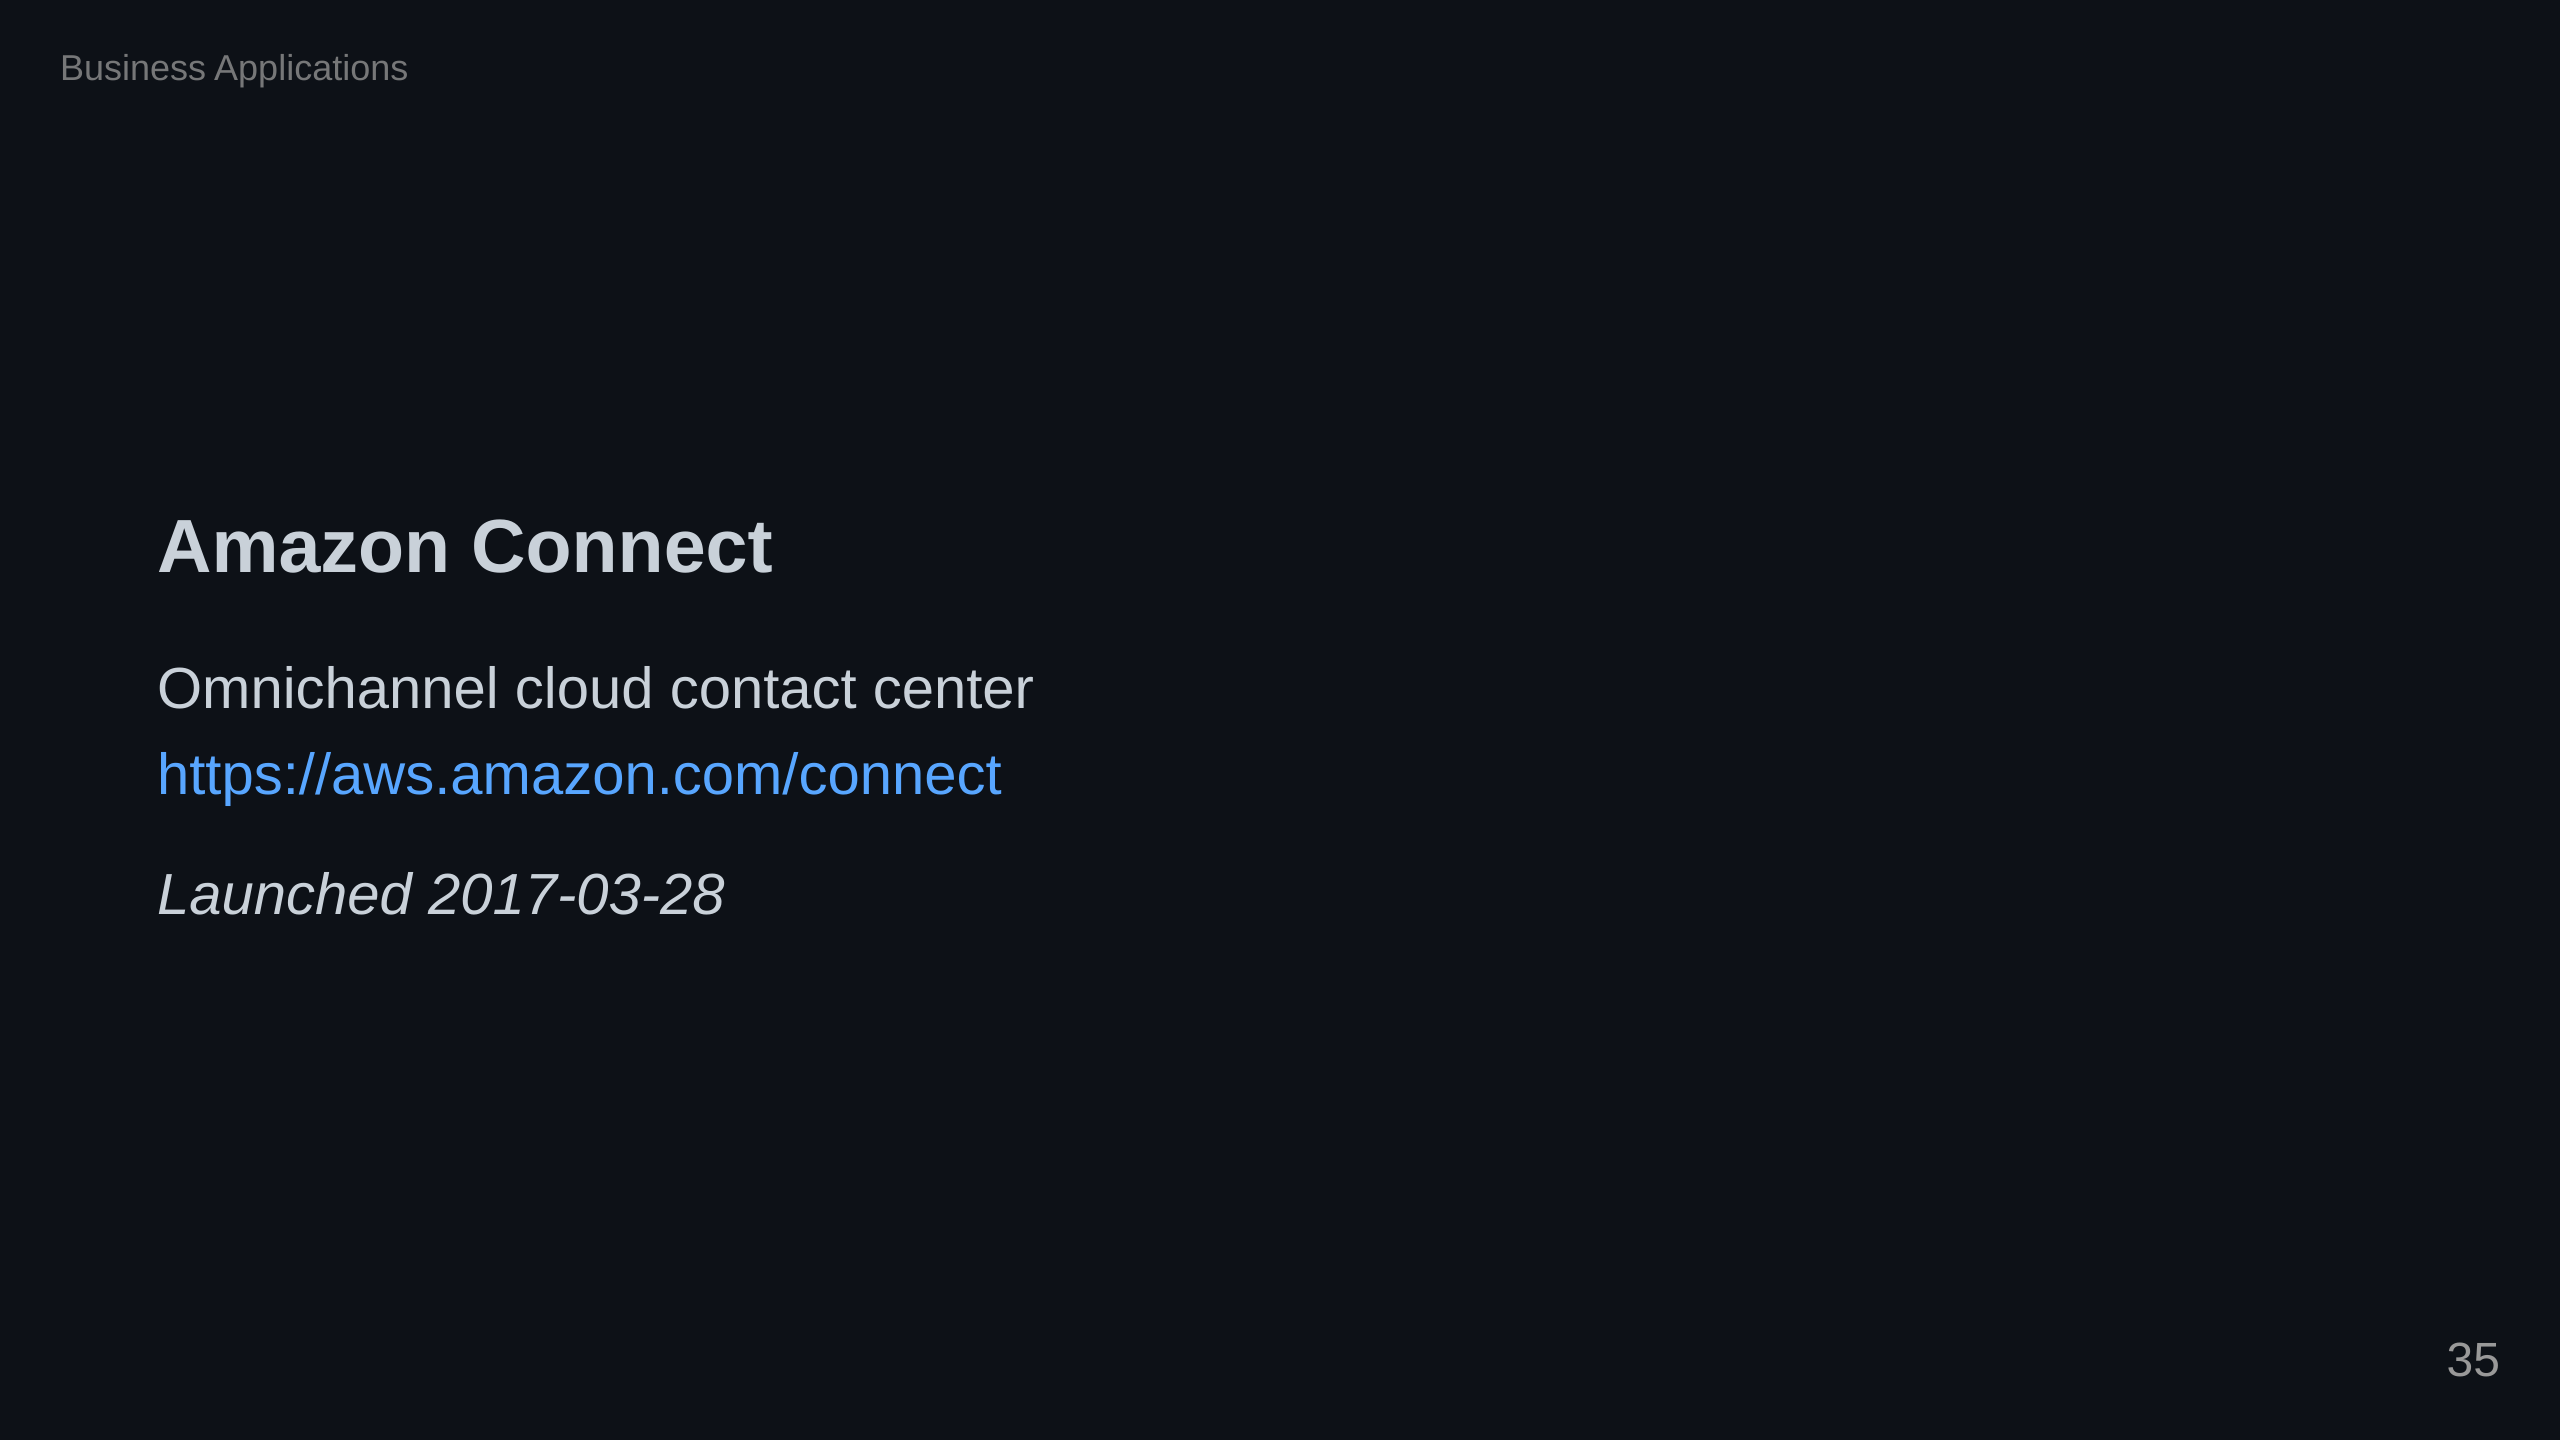 Business Applications
Amazon Connect
Omnichannel cloud contact center
https://aws.amazon.com/connect
Launched 2017-03-28
35